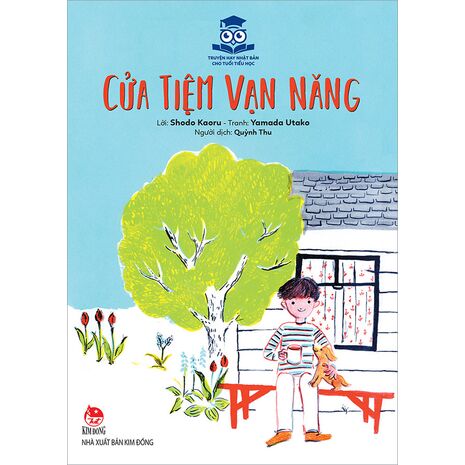 TRUYỆN HAY NHẬT BẢN
CHO TUỔI TIỂU HỌC
CỬA TIỆM VẠN NĂNG
Lời: Shodo Kaoru - Tranh: Yamada Utako
Người dịch: Quỳnh Thu
KIM ĐỒNG
NHÀ XUẤT BẢN KIM ĐỒNG